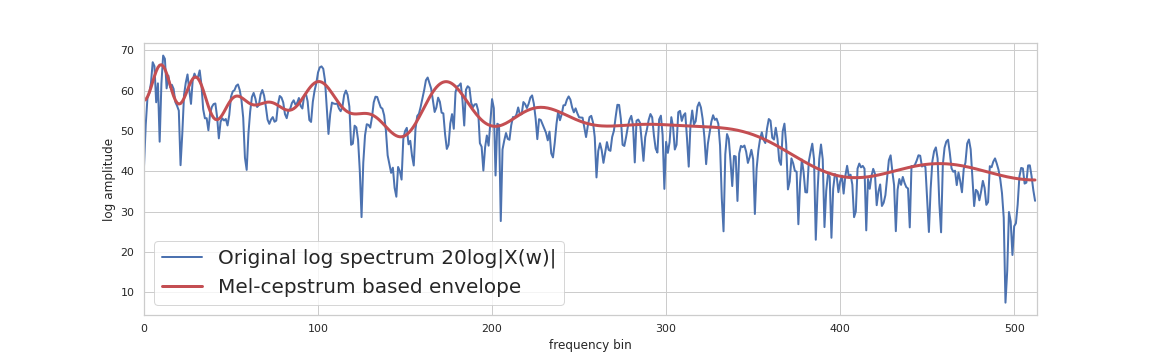 70
60
50
40
30
20
10
log amplitude
Original log spectrum 20log|X(w)|
Mel-cepstrum based envelope
0 100 200 300 400 500
frequency bin